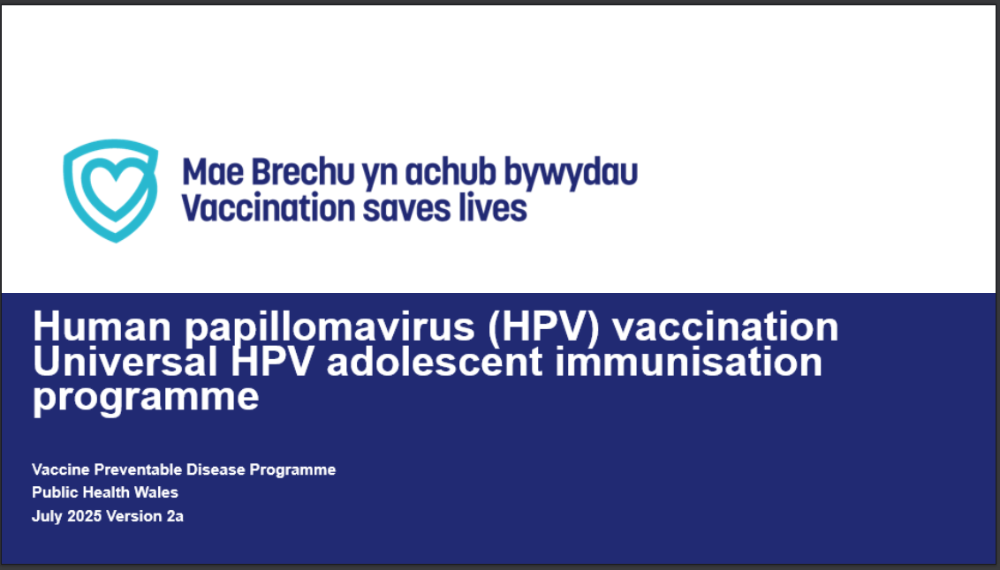 Mae Brechu yn achub bywydau
Vaccination saves lives
Human papillomavirus (HPV) vaccination
Universal HPV adolescent immunisation
programme
Vaccine Preventable Disease Programme
Public Health Wales
July 2025 Version 2a